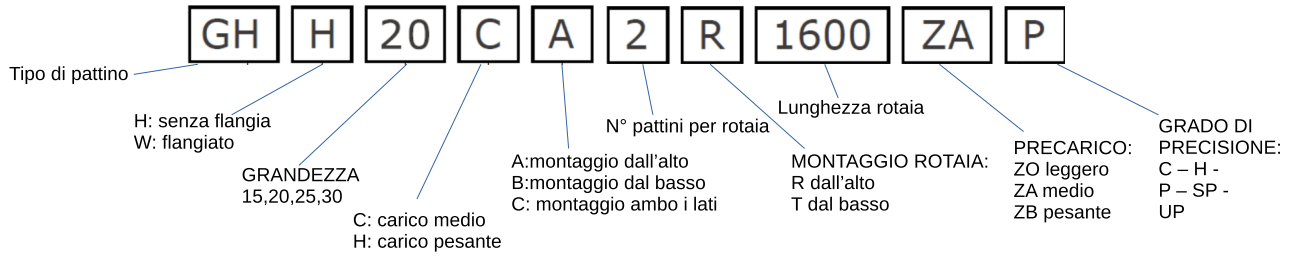 GH H 20 C A 2 R 1600 ZA P
Tipo di pattino
H: senza flangia
W: flangiato
GRANDEZZA
15,20,25,30
C: carico medio
H: carico pesante
A:montaggio dall'alto
B:montaggio dal basso
C: montaggio ambo i lati
N° pattini per rotaia
MONTAGGIO ROTAIA:
R dall'alto
T dal basso
Lunghezza rotaia
PRECARICO:
ZO leggero
ZA medio
ZB pesante
GRADO DI
PRECISIONE:
C – H -
P – SP -
UP